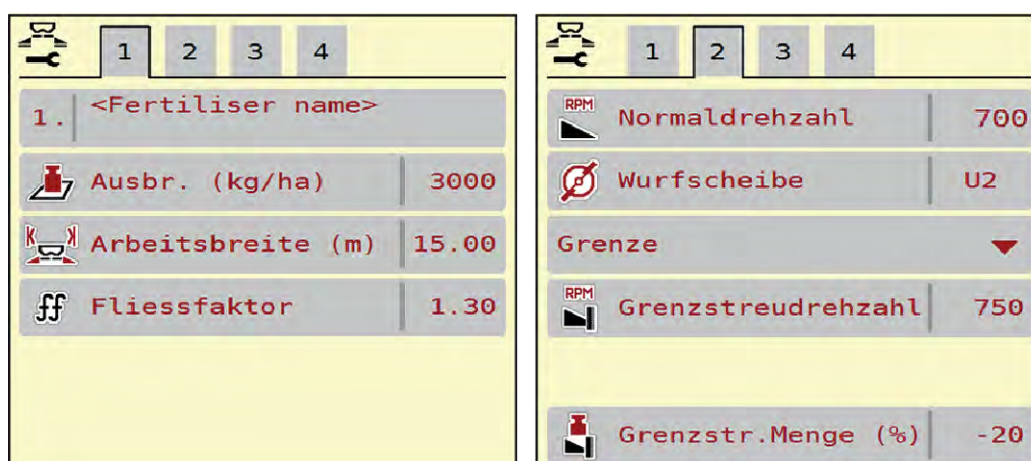 1 2 3 4
1. <Fertiliser name>
Ausbr. (kg/ha) 3000
K K Arbeitsbreite (m) 15.00
ff Fliessfaktor 1.30
1 2 3 4
RPM Normaldrehzahl 700
Wurfscheibe U2
Grenze
RPM Grenzstreudrehzahl 750
Grenzstr.Menge (%) -20